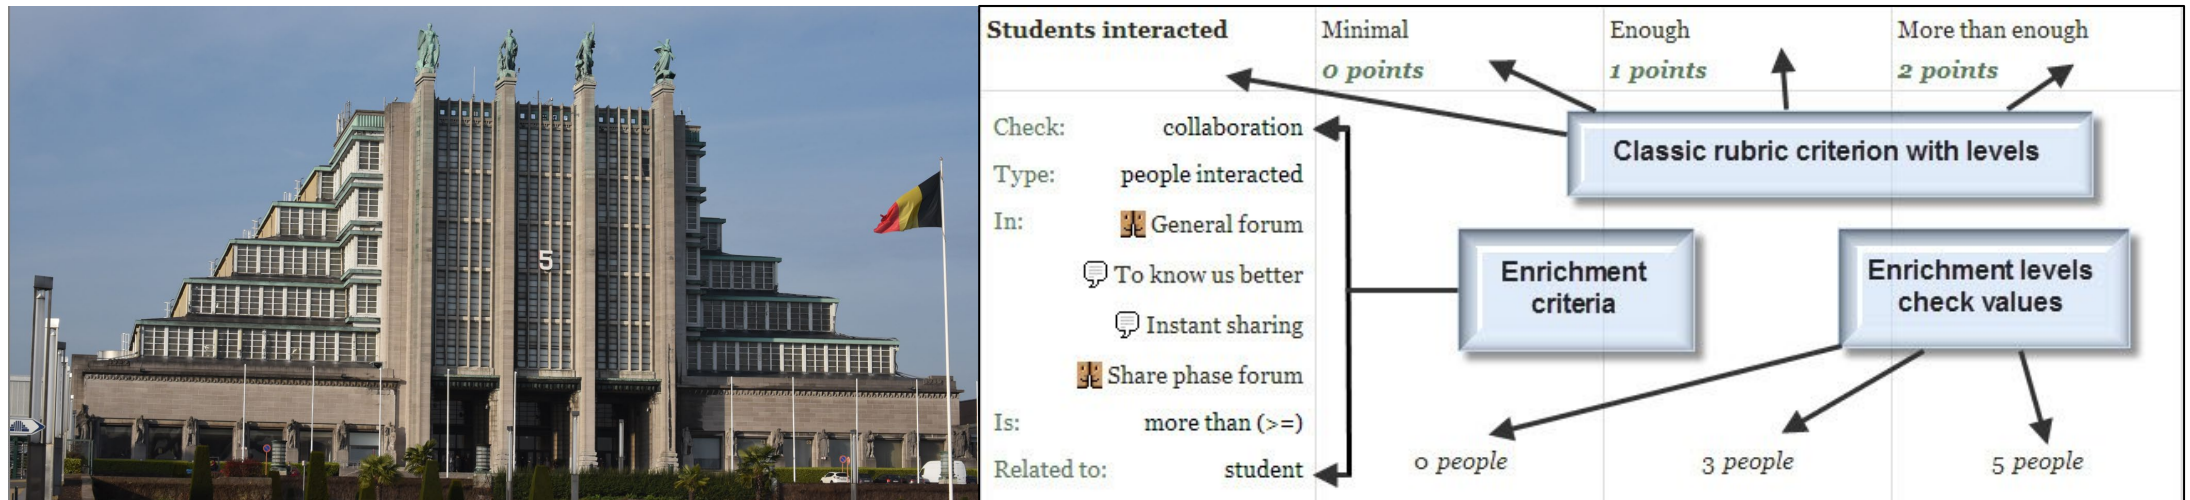 5
Students interacted
Minimal
0 points
Enough
1 points
More than enough
2 points
Classic rubric criterion with levels
Check: collaboration
Type: people interacted
In: General forum
To know us better
Instant sharing
Share phase forum
Is: more than (>=)
Related to: student
Enrichment
criteria
Enrichment levels
check values
0 people
3 people
5 people